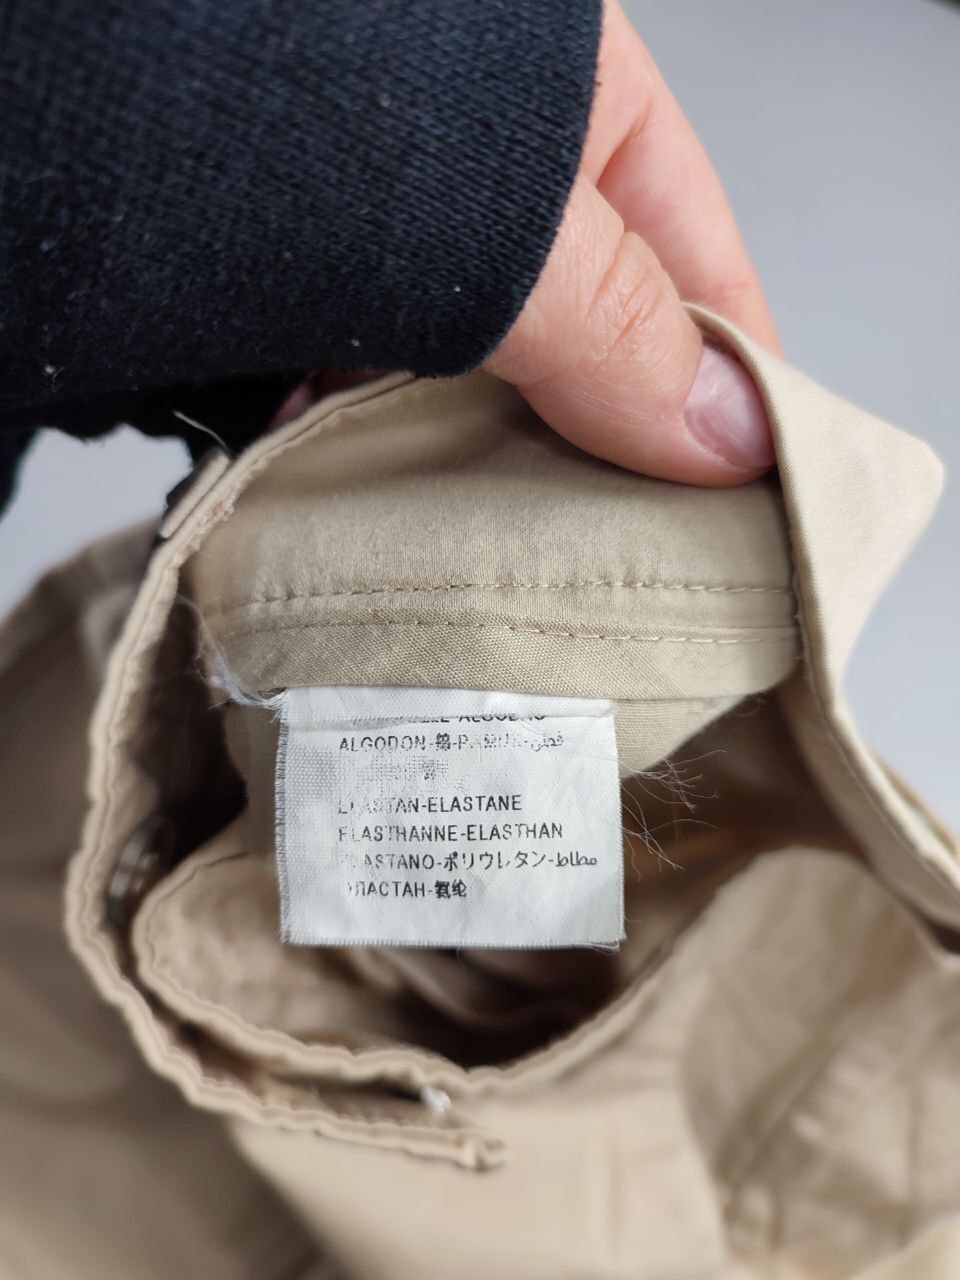 ALGODON-棉-PAMUK-قطن
ELASTAN-ELASTANE
ELASTHANNE-ELASTHAN
ELASTANO-ポリウレタン-مطاط
ЭЛАСТАН-氨纶